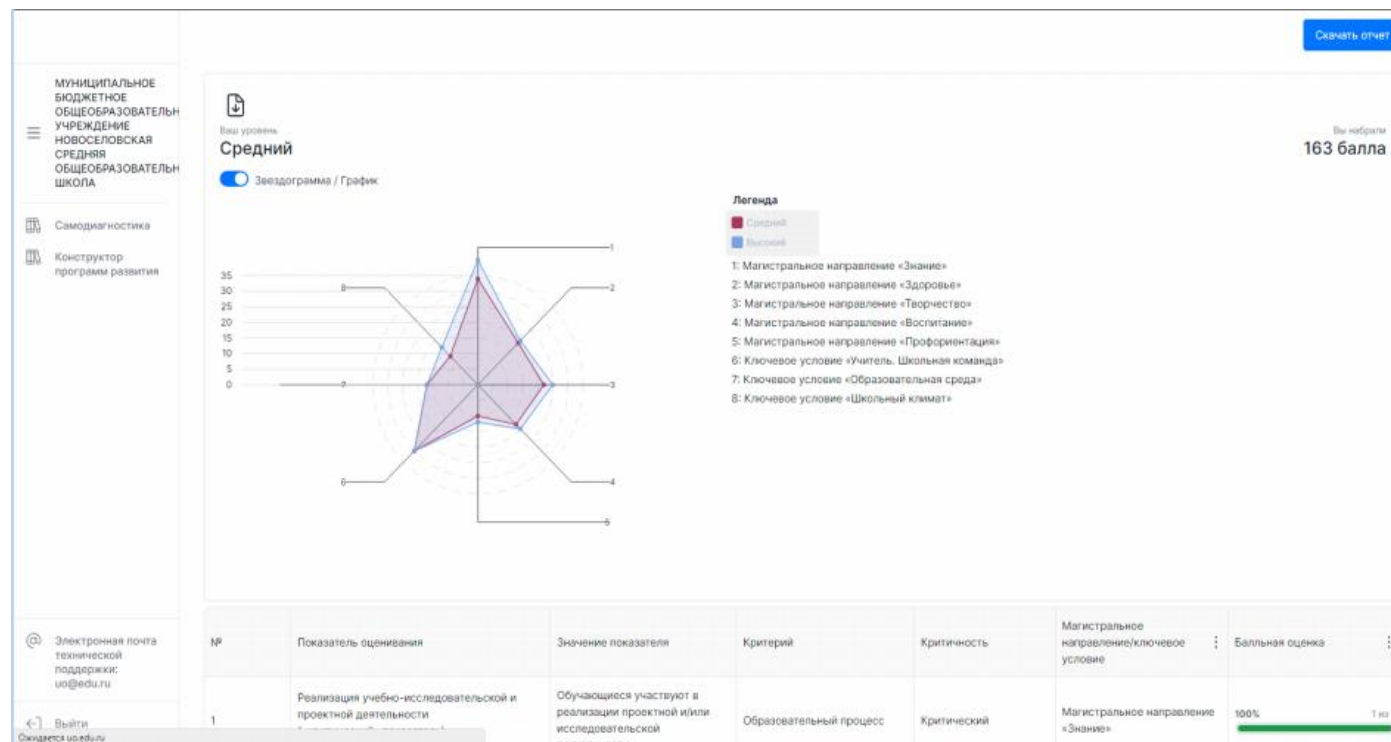 Скачать отчет
МУНИЦИПАЛЬНОЕ
БЮДЖЕТНОЕ
ОБЩЕОБРАЗОВАТЕЛЬН
УЧРЕЖДЕНИЕ
НОВОСЕЛОВСКАЯ
СРЕДНЯЯ
ОБЩЕОБРАЗОВАТЕЛЬН
ШКОЛА
Самодиагностика
Конструктор
программ развития
Ваш уровень
Средний
Вы набрали
163 балла
Звездограмма / График
35
30
25
20
15
10
5
0
1
2
3
4
5
6
7
8
Легенда
Средний
Высокий
1: Магистральное направление «Знание»
2: Магистральное направление «Здоровье»
3: Магистральное направление «Творчество»
4: Магистральное направление «Воспитание»
5: Магистральное направление «Профориентация»
6: Ключевое условие «Учитель. Школьная команда»
7: Ключевое условие «Образовательная среда»
8: Ключевое условие «Школьный климат»
№
Показатель оценивания
Значение показателя
Критерий
Критичность
Магистральное
направление/ключевое
условие
Балльная оценка
1
Реализация учебно-исследовательской и
проектной деятельности
Обучающиеся участвуют в
реализации проектной и/или
исследовательской
Образовательный процесс
Критический
Магистральное направление
«Знание»
100%
1 из
Электронная почта
технической
поддержки:
uo@edu.ru
Выйти
Ожидается uo.edu.ru